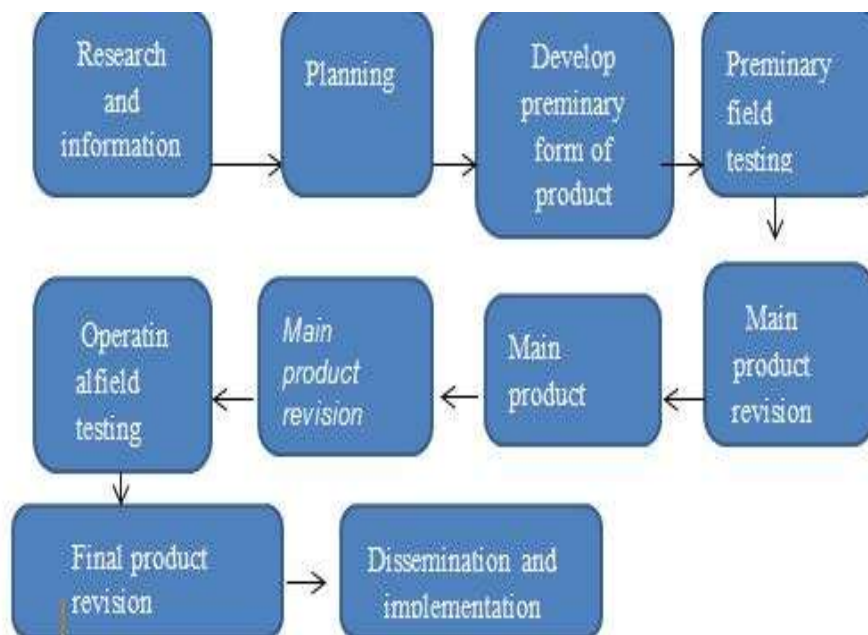 Research
and
information
Planning
Develop
preminary
form of
product
Preminary
field
testing
Main
product
revision
Main
product
Main
product
revision
Operatin
alfield
testing
Final product
revision
Dissemination and
implementation